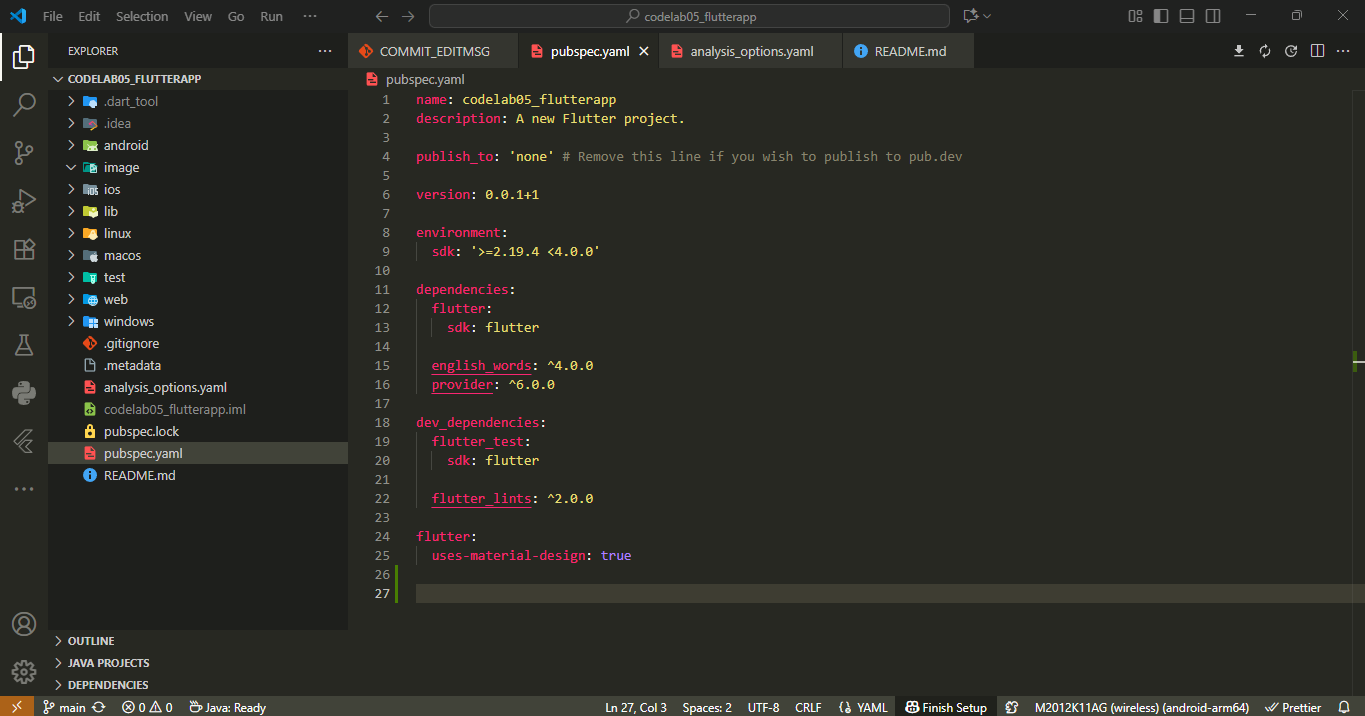 File Edit Selection View Go Run ···
codelab05_flutterapp
EXPLORER
CODELAB05_FLUTTERAPP
.dart_tool
.idea
android
image
ios
lib
linux
macos
test
web
windows
.gitignore
.metadata
analysis_options.yaml
codelab05_flutterapp.iml
pubspec.lock
pubspec.yaml
README.md
OUTLINE
JAVA PROJECTS
DEPENDENCIES
COMMIT_EDITMSG
pubspec.yaml
analysis_options.yaml
README.md
pubspec.yaml
1 name: codelab05_flutterapp
2 description: A new Flutter project.
3
4 publish_to: 'none' # Remove this line if you wish to publish to pub.dev
5
6 version: 0.0.1+1
7
8 environment:
9 sdk: '>=2.19.4 <4.0.0'
10
11 dependencies:
12 flutter:
13 sdk: flutter
14
15 english_words: ^4.0.0
16 provider: ^6.0.0
17
18 dev_dependencies:
19 flutter_test:
20 sdk: flutter
21
22 flutter_lints: ^2.0.0
23
24 flutter:
25 uses-material-design: true
26
27
main 0 0 Java: Ready Ln 27, Col 3 Spaces: 2 UTF-8 CRLF YAML Finish Setup M2012K11AG (wireless) (android-arm64) Prettier